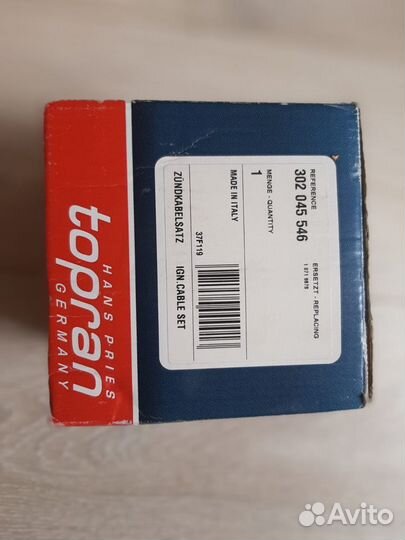 HANS PRIES
topran
GERMANY
REFERENCE
302 045 546
ERSETZT - REPLACING
MENGE - QUANTITY
1
MADE IN ITALY
37F119
ZÜNDKABELSATZ
IGN.CABLE SET
Avito